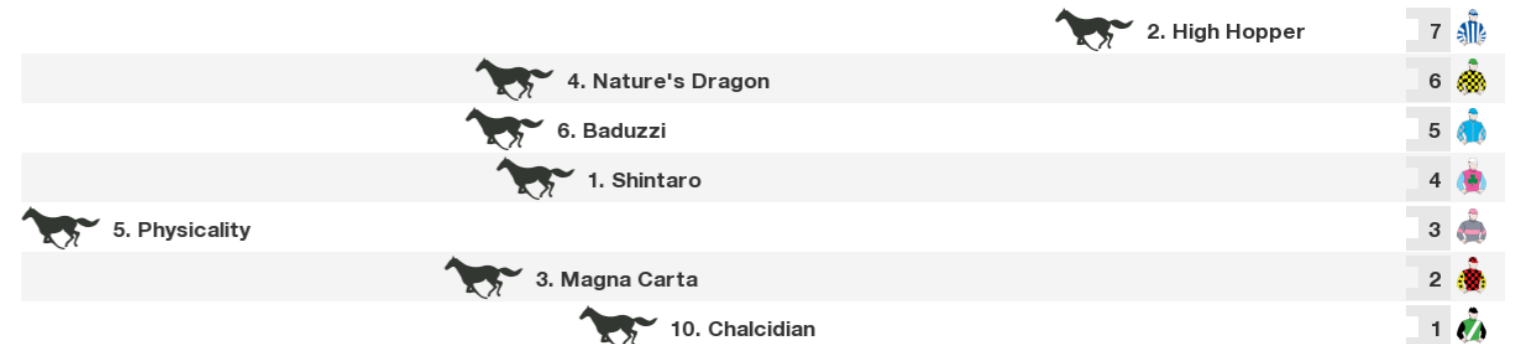 2. High Hopper 7
4. Nature's Dragon 6
6. Baduzzi 5
1. Shintaro 4
5. Physicality 3
3. Magna Carta 2
10. Chalcidian 1